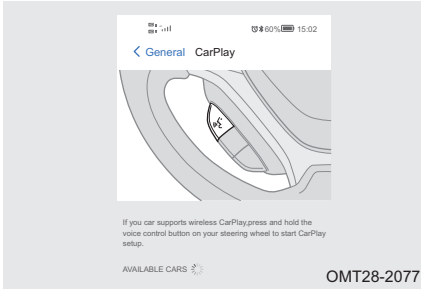 60% 15:02
General CarPlay
If you car supports wireless CarPlay,press and hold the
voice control button on your steering wheel to start CarPlay
setup.
AVAILABLE CARS
OMT28-2077